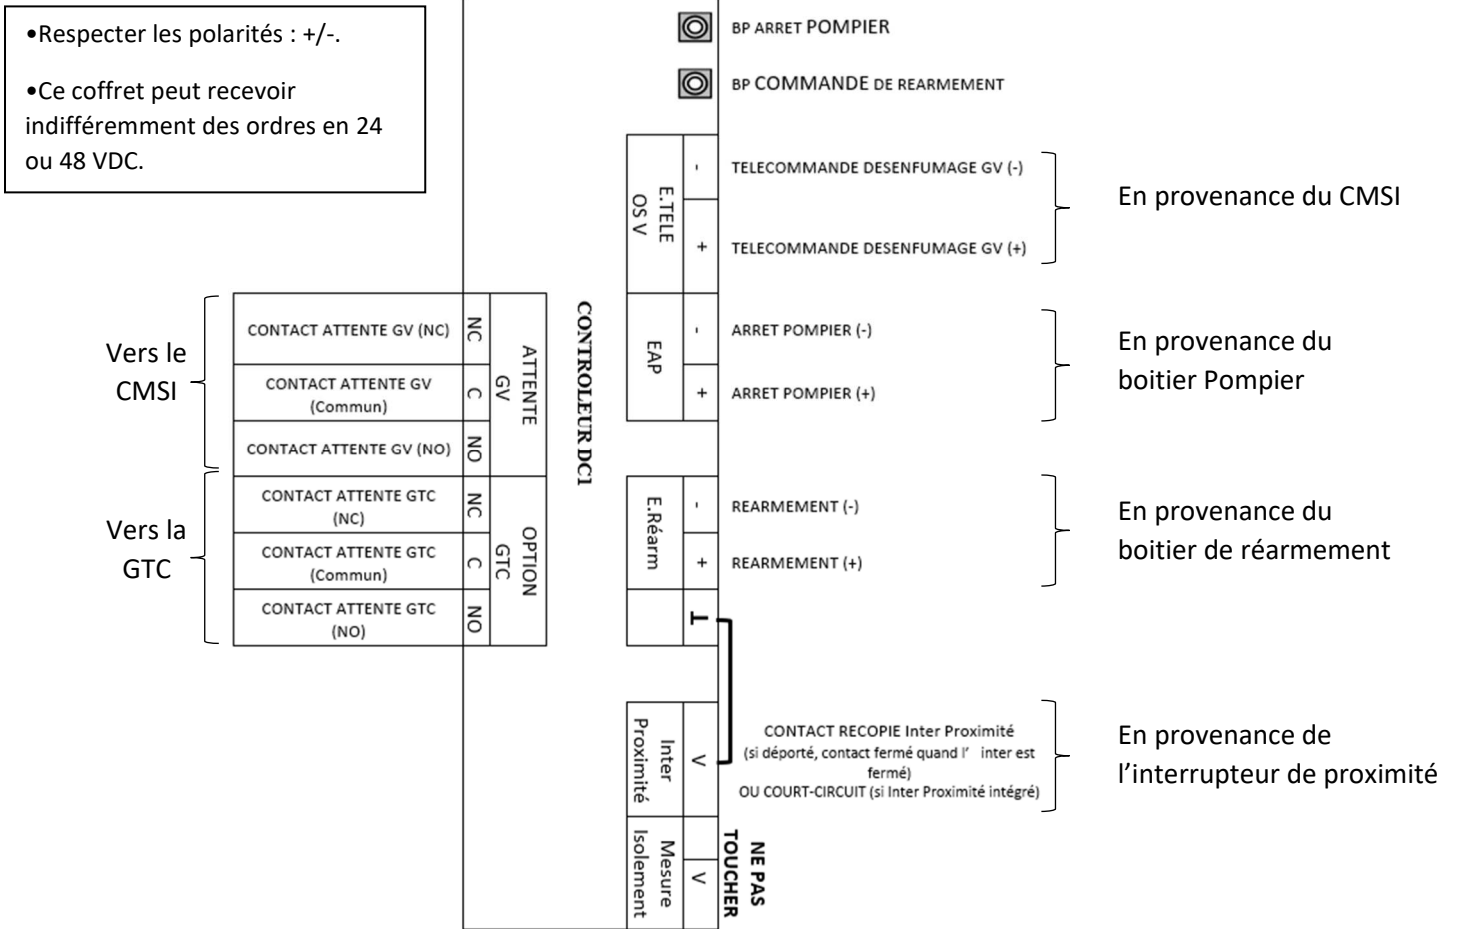 •Respecter les polarités : +/-.
•Ce coffret peut recevoir
indifféremment des ordres en 24
ou 48 VDC.
BP ARRET POMPIER
BP COMMANDE DE REARMEMENT
E.TELE
OS V
-
TELECOMMANDE DESENFUMAGE GV (-)
+
TELECOMMANDE DESENFUMAGE GV (+)
En provenance du CMSI
EAP
-
ARRET POMPIER (-)
+
ARRET POMPIER (+)
En provenance du
boitier Pompier
Vers le
CMSI
CONTACT ATTENTE GV (NC)
NC
CONTACT ATTENTE GV
(Commun)
C
CONTACT ATTENTE GV (NO)
NO
ATTENTE
GV
CONTROLEUR DC1
Vers la
GTC
CONTACT ATTENTE GTC
(NC)
NC
CONTACT ATTENTE GTC
(Commun)
C
CONTACT ATTENTE GTC
(NO)
NO
OPTION
GTC
E.Réarm
-
REARMEMENT (-)
+
REARMEMENT (+)
T
En provenance du
boitier de réarmement
Inter
Proximité
V
CONTACT RECOPIE Inter Proximité
(si déporté, contact fermé quand l' inter est
fermé)
OU COURT-CIRCUIT (si Inter Proximité intégré)
En provenance de
l'interrupteur de proximité
Mesure
Isolement
V
NE PAS
TOUCHER